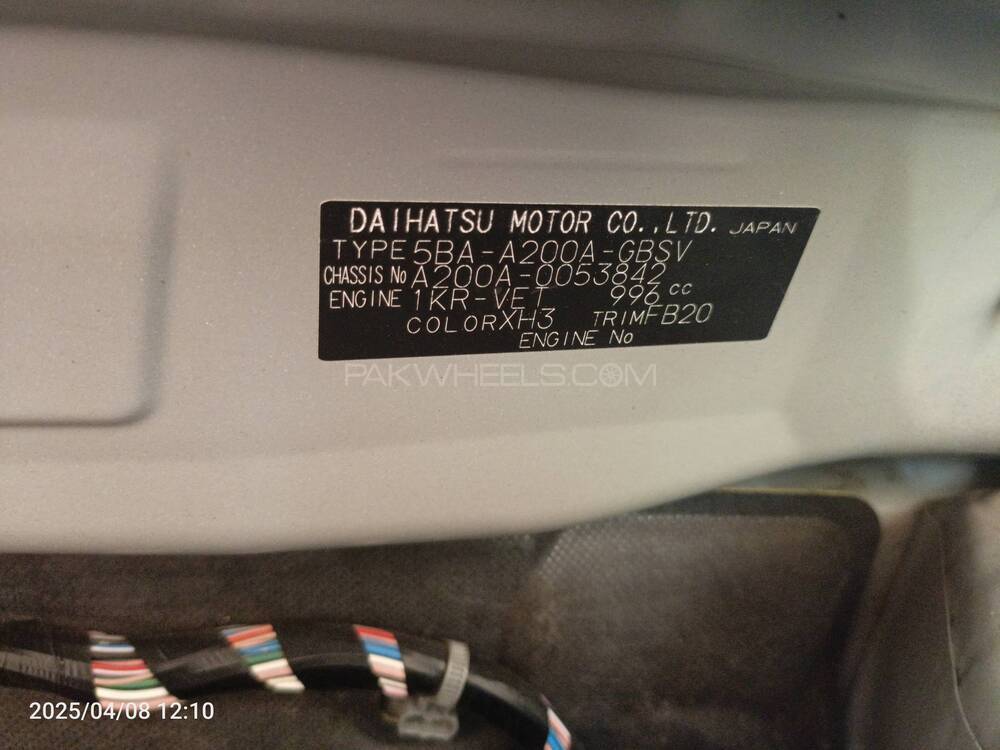 DAIHATSU MOTOR CO.,LTD. JAPAN
TYPE 5BA-A200A-GBSV
CHASSIS No A200A-0053842
ENGINE 1KR-VET 996 cc
COLOR XH3 TRIM FB20
ENGINE No
PAKWHEELS.COM
2025/04/08 12:10